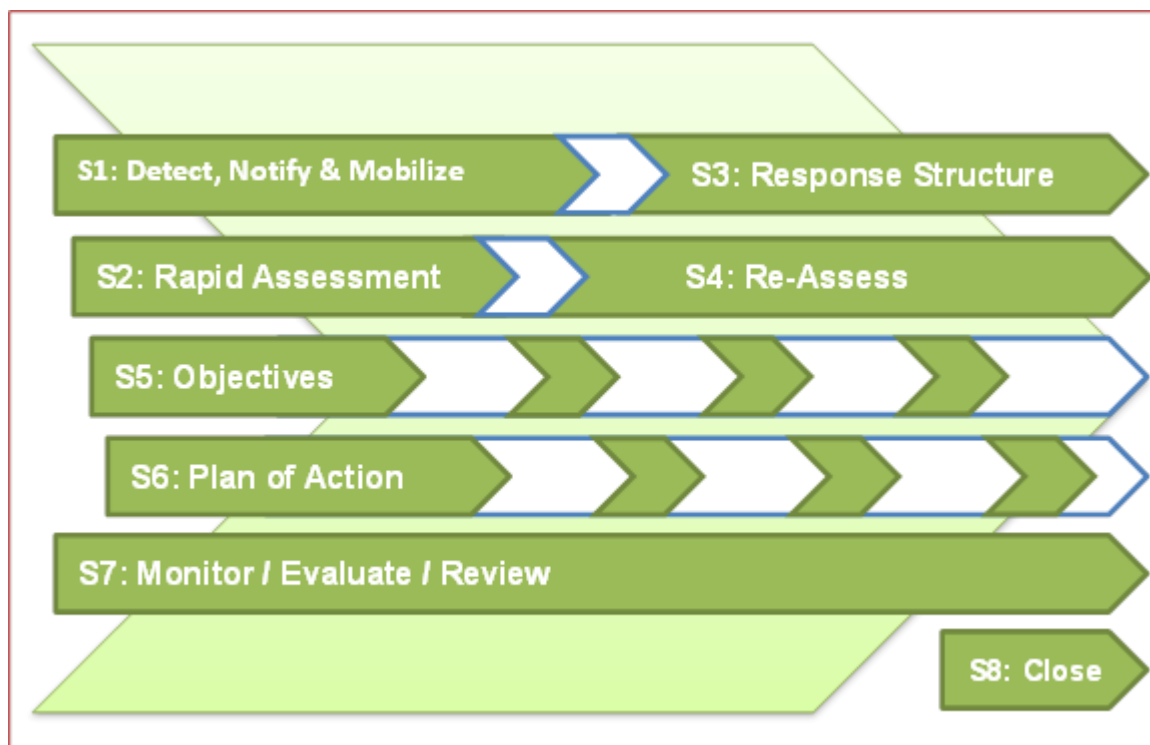 S1: Detect, Notify & Mobilize
S3: Response Structure
S2: Rapid Assessment
S4: Re-Assess
S5: Objectives
S6: Plan of Action
S7: Monitor / Evaluate / Review
S8: Close